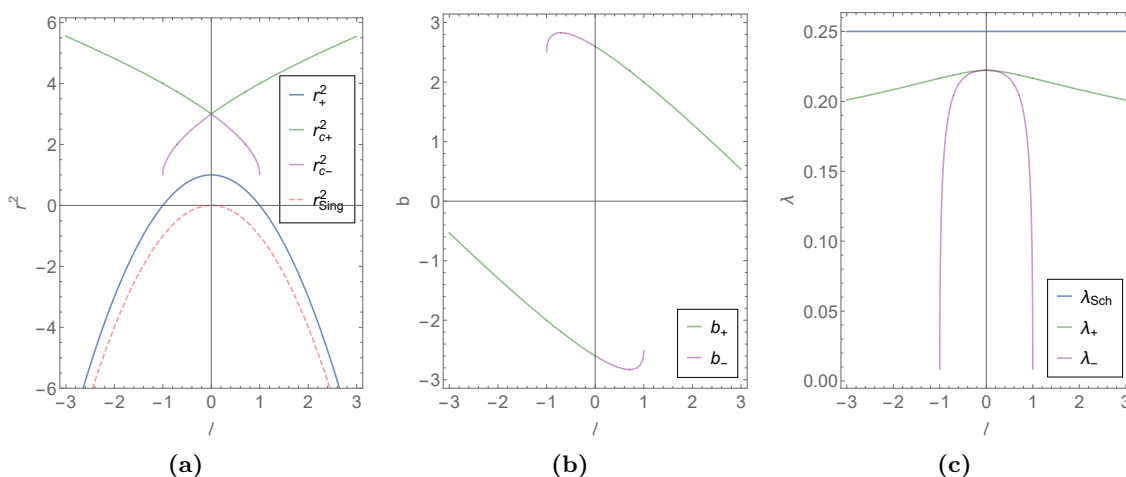 6
4
2
0
−2
−4
−6
r²
−3 −2 −1 0 1 2 3
r²₊
r²c+
r²c−
r²Sing
(a)
3
2
1
0
−1
−2
−3
b
−3 −2 −1 0 1 2 3
b₊
b₋
(b)
0.25
0.20
0.25
0.10
0.05
0.00
λ
−3 −2 −1 0 1 2 3
λSch
λ₊
λ₋
(c)